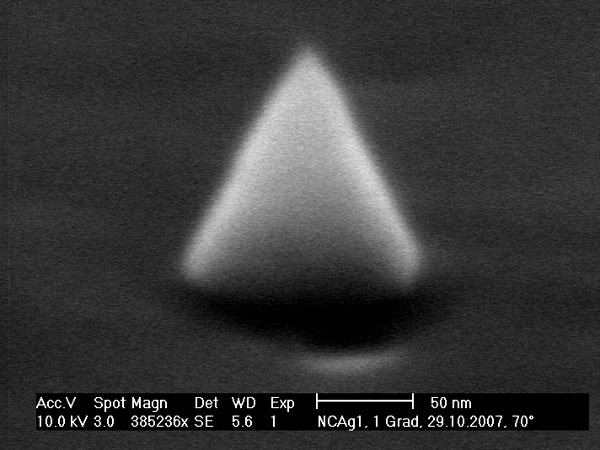 Acc.V Spot Magn Det WD Exp 50 nm
10.0 kV 3.0 385236x SE 5.6 1 NCAg1, 1 Grad, 29.10.2007, 70°